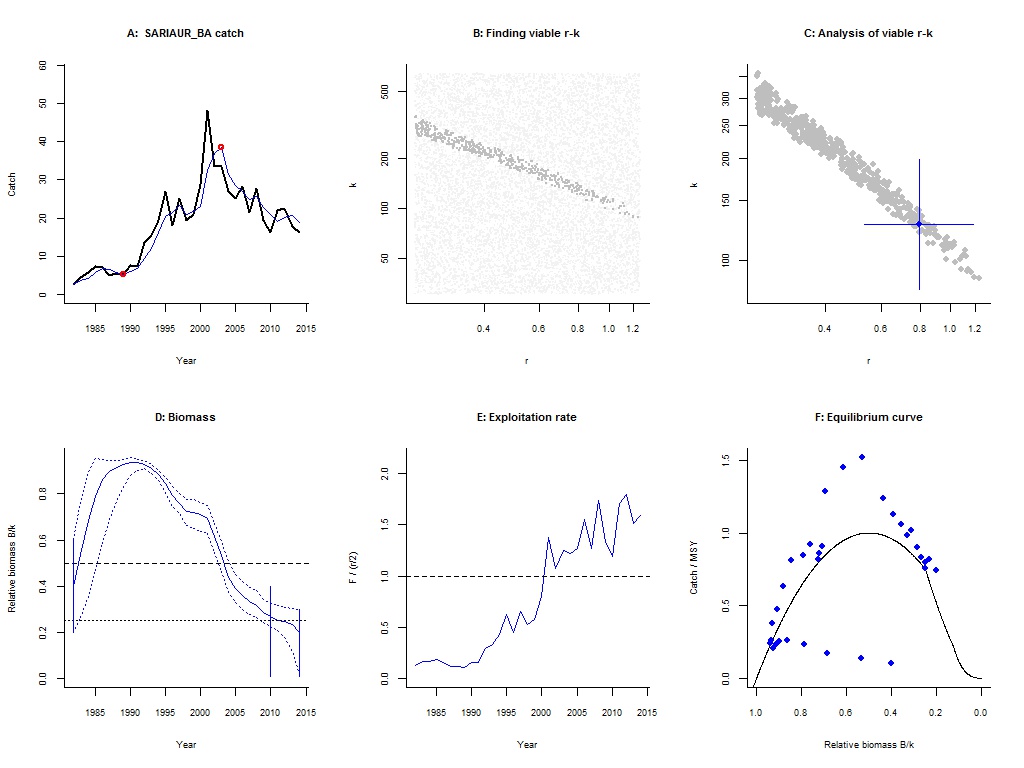 A: SARIAUR_BA catch
B: Finding viable r-k
C: Analysis of viable r-k
Catch
0 10 20 30 40 50 60
1985 1990 1995 2000 2005 2010 2015
Year
k
50 100 200 500
0.4 0.6 0.8 1.0 1.2
r
k
100 150 200 250 300
0.4 0.6 0.8 1.0 1.2
r
D: Biomass
E: Exploitation rate
F: Equilibrium curve
Relative biomass B/k
0.0 0.2 0.4 0.6 0.8
1985 1990 1995 2000 2005 2010 2015
Year
F / (r/2)
0.0 0.5 1.0 1.5 2.0
1985 1990 1995 2000 2005 2010 2015
Year
Catch / MSY
0.0 0.5 1.0 1.5
1.0 0.8 0.6 0.4 0.2 0.0
Relative biomass B/k